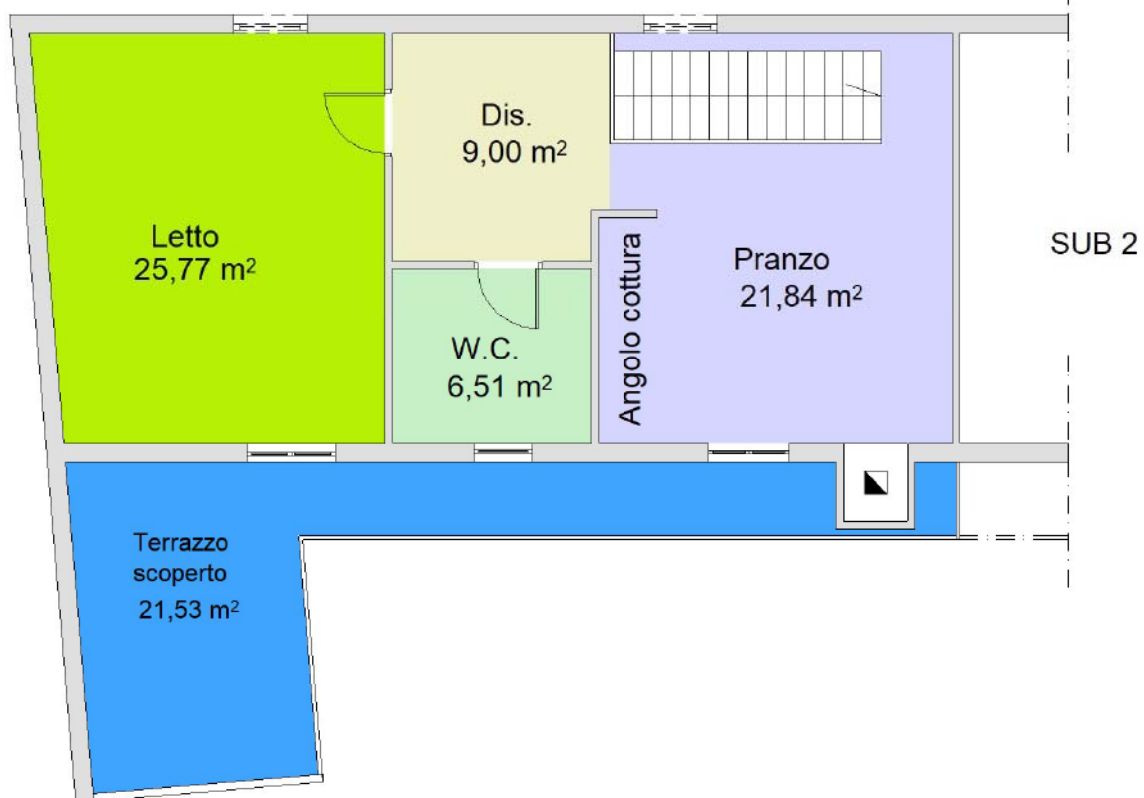 Dis.
9,00 m²
Letto
25,77 m²
Angolo cottura
Pranzo
21,84 m²
SUB 2
W.C.
6,51 m²
Terrazzo
scoperto
21,53 m²